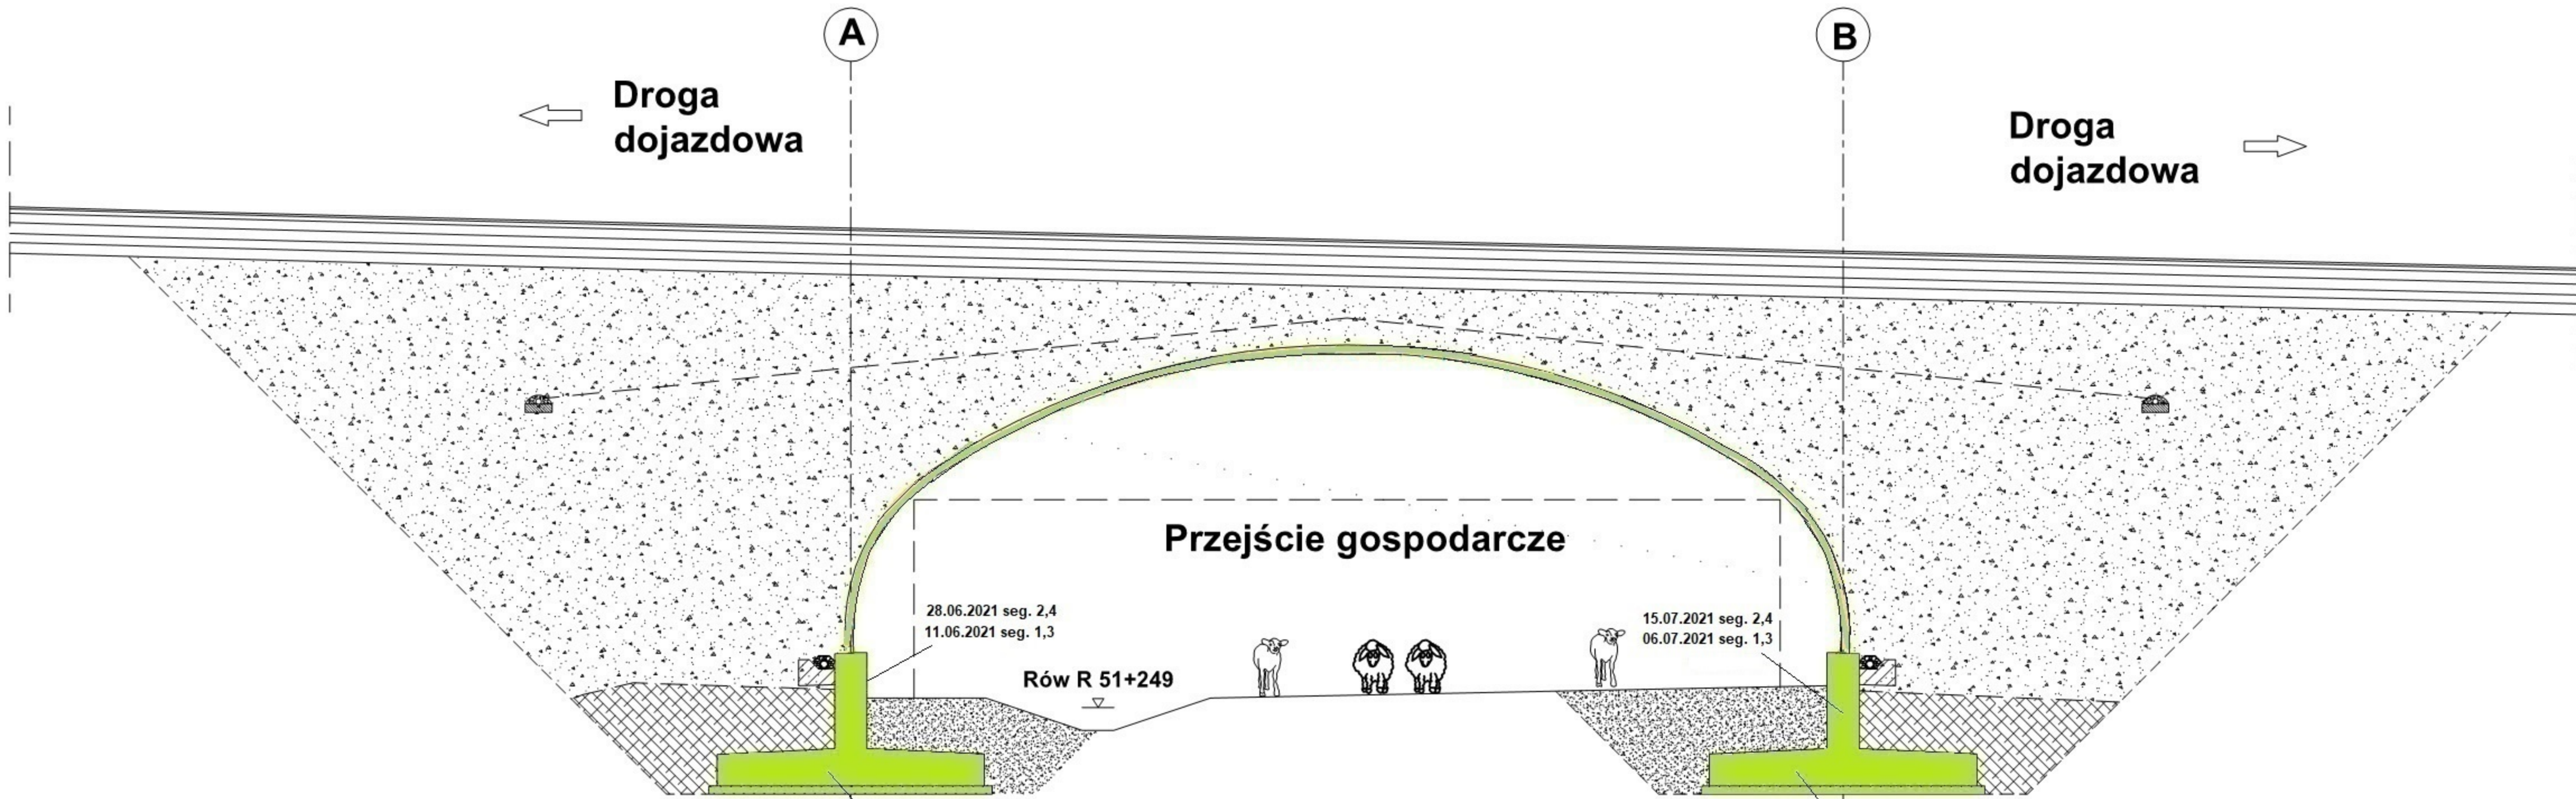 A
B
Droga
dojazdowa
Droga
dojazdowa
Przejście gospodarcze
28.06.2021 seg. 2,4
11.06.2021 seg. 1,3
15.07.2021 seg. 2,4
06.07.2021 seg. 1,3
Rów R 51+249